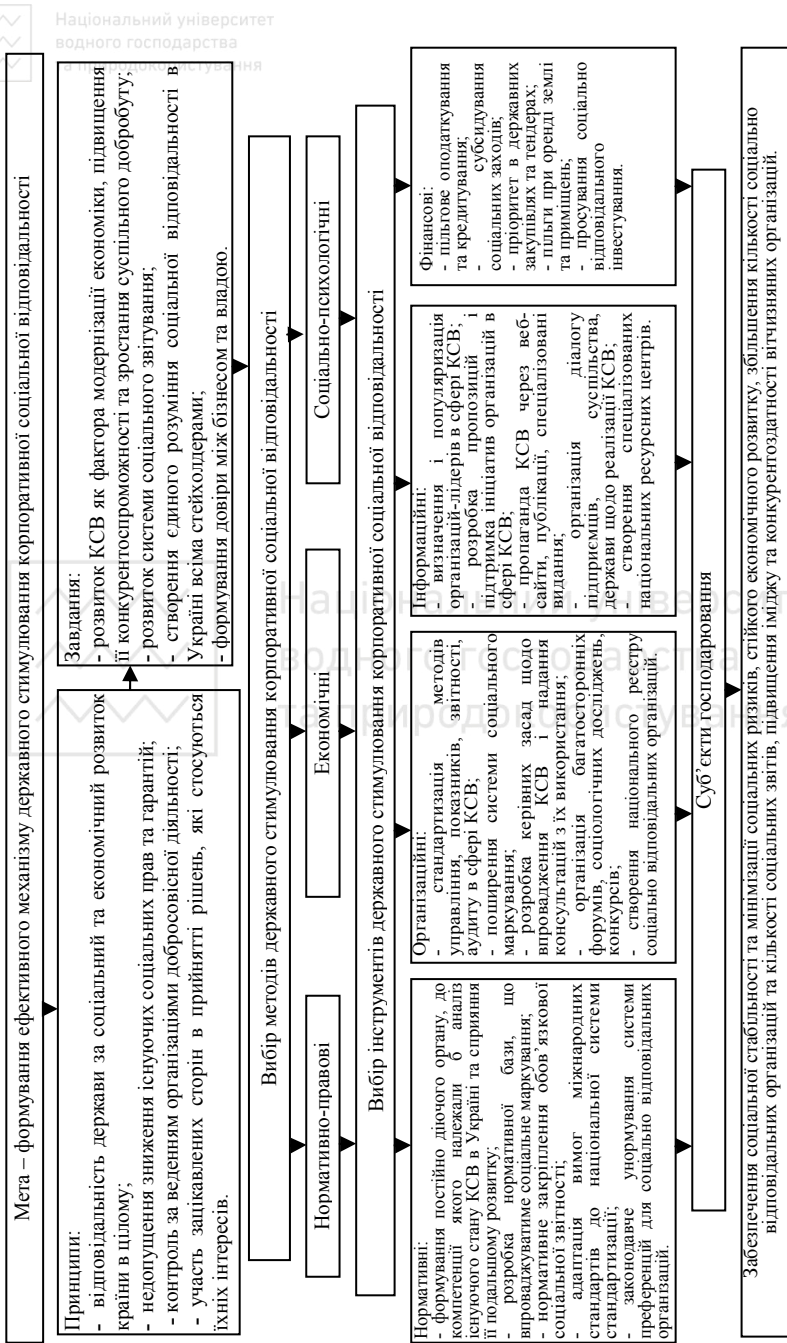 Національний університет
водного господарства
та природокористування
Мета – формування ефективного механізму державного стимулювання корпоративної соціальної відповідальності
Принципи:
- відповідальність держави за соціальний та економічний розвиток
країни в цілому;
- недопущення зниження існуючих соціальних прав та гарантій;
- контроль за веденням організаціями добросовісної діяльності;
- участь зацікавлених сторін в прийнятті рішень, які стосуються
їхніх інтересів.
Завдання:
- розвиток КСВ як фактора модернізації економіки, підвищення
її конкурентоспроможності та зростання суспільного добробуту;
- розвиток системи соціального звітування;
- створення єдиного розуміння соціальної відповідальності в
Україні всіма стейхолдерами;
- формування довіри між бізнесом та владою.
Вибір методів державного стимулювання корпоративної соціальної відповідальності
Нормативно-правові
Економічні
Соціально-психологічні
Вибір інструментів державного стимулювання корпоративної соціальної відповідальності
Нормативні:
- формування постійно діючого органу, до
компетенції якого належали б аналіз
існуючого стану КСВ в Україні та сприяння
її подальшому розвитку;
- розробка нормативної бази, що
впроваджуватиме соціальне маркування;
- нормативне закріплення обов’язкової
соціальної звітності;
- адаптація вимог міжнародних
стандартів до національної системи
стандартизації;
- законодавче унормування системи
преференцій для соціально відповідальних
організацій.
Організаційні:
- стандартизація методів
управління, показників, звітності,
аудиту в сфері КСВ;
- поширення системи соціального
маркування;
- розробка керівних засад щодо
впровадження КСВ і надання
консультацій з їх використання;
- організація багатосторонніх
форумів, соціологічних досліджень,
конкурсів;
- створення національного реєстру
соціально відповідальних організацій.
Інформаційні:
- визначення і популяризація
організацій-лідерів в сфері КСВ;
- розробка пропозицій і
підтримка ініціатив організацій в
сфері КСВ;
- пропаганда КСВ через веб-
сайти, публікації, спеціалізовані
видання;
- організація діалогу
підприємців, суспільства,
держави щодо реалізації КСВ;
- створення спеціалізованих
національних ресурсних центрів.
Фінансові:
- пільгове оподаткування
та кредитування;
- субсидування
соціальних заходів;
- пріоритет в державних
закупівлях та тендерах;
- пільги при оренді землі
та приміщень;
- просування соціально
відповідального
інвестування.
Суб’єкти господарювання
Забезпечення соціальної стабільності та мінімізації соціальних ризиків, стійкого економічного розвитку, збільшення кількості соціально
відповідальних організацій та кількості соціальних звітів, підвищення іміджу та конкурентоздатності вітчизняних організацій.
Національний університет
водного господарства
та природокористування